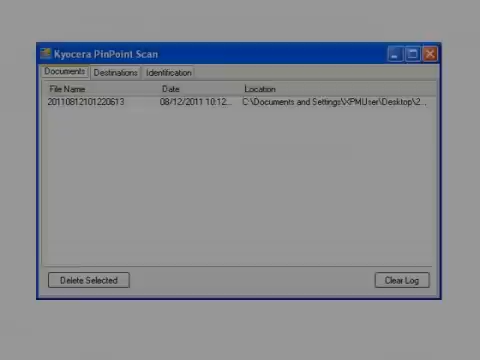 Kyocera PinPoint Scan
Documents Destinations Identification
File Name Date Location
20110812101220613 08/12/2011 10:12... C:\Documents and Settings\XPMUser\Desktop\2...
Delete Selected Clear Log